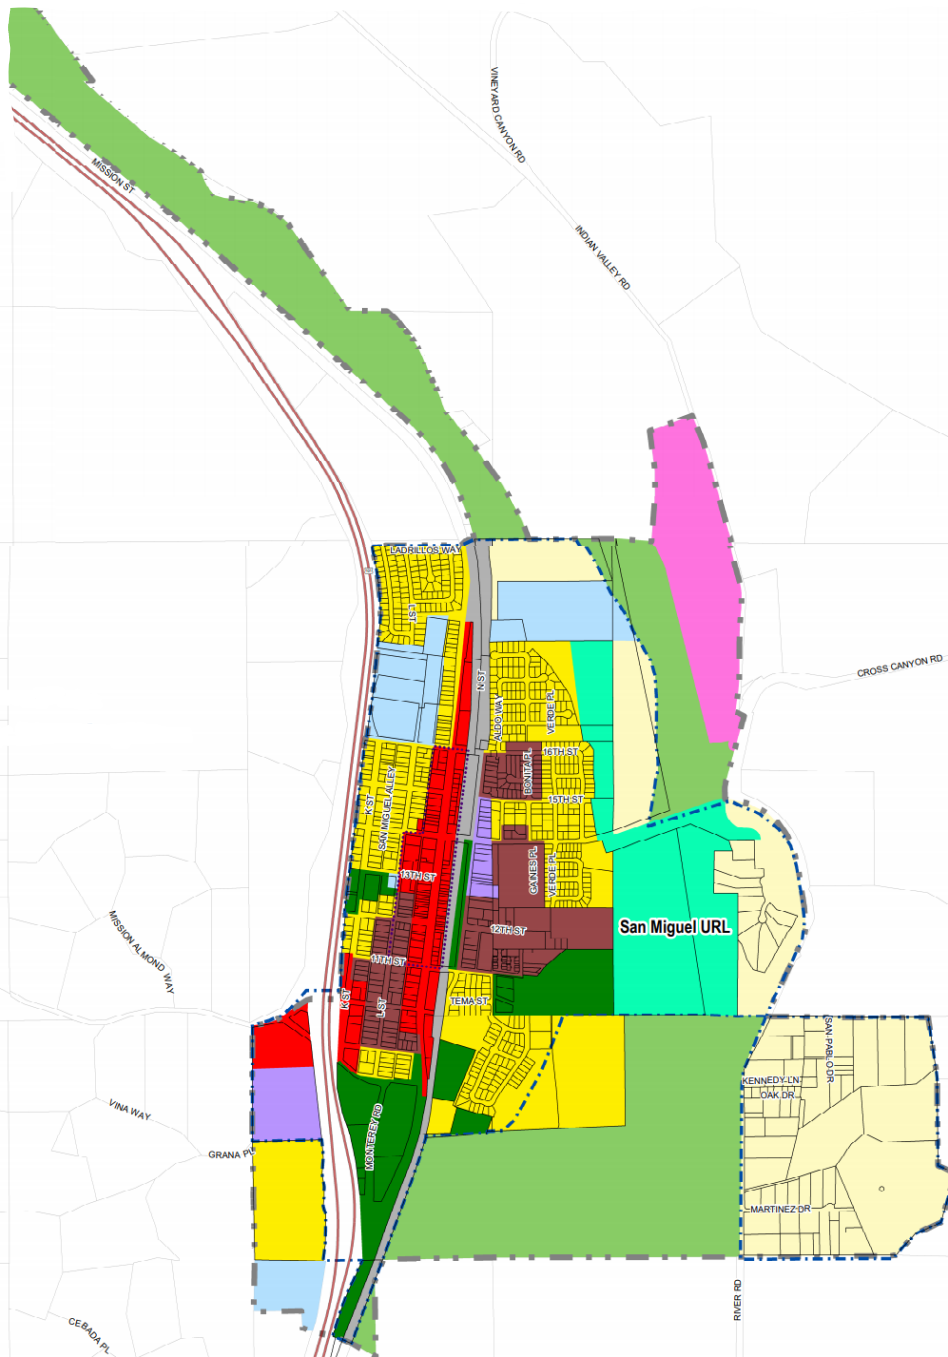 VINEYARD CANYON RD
MISSION ST
INDIAN VALLEY RD
LADRILLOS WAY
L ST
CROSS CANYON RD
N ST
ALDO WAY
VERDE PL
16TH ST
BONITA PL
15TH ST
K ST
SAN MIGUEL ALLEY
13TH ST
GAINES PL
VERDE PL
San Miguel URL
12TH ST
MISSION ALMOND WAY
11TH ST
K ST
L ST
TEMA ST
SAN PABLO DR
KENNEDY LN
OAK DR
VINA WAY
MONTEREY RD
GRANA PL
MARTINEZ DR
RIVER RD
CEBADA PL